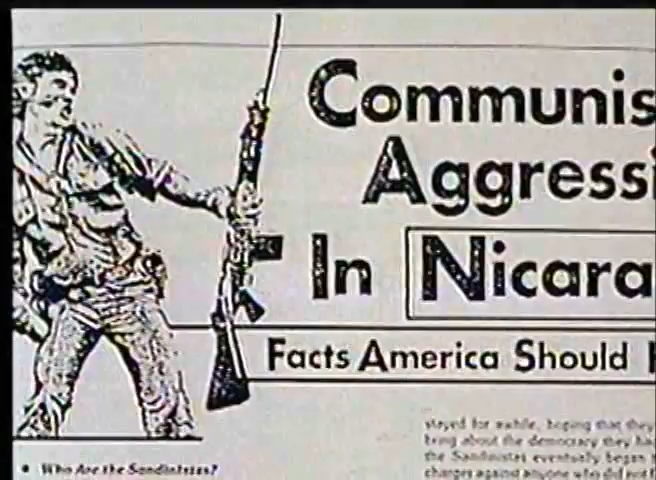 Communis
Aggressi
In Nicara
Facts America Should
• Who Are the Sandinistas?
stayed for awhile, hoping that they
bring about the democracy they ha
the Sandinistas eventually began
charges against anyone who did not